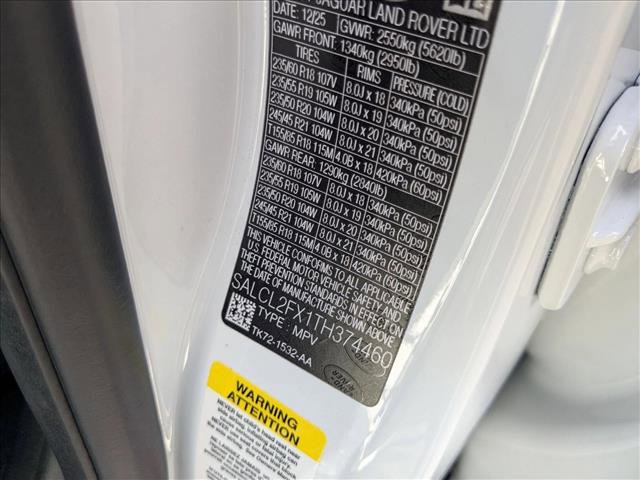 JAGUAR LAND ROVER LTD
DATE: 12/25 GVWR: 2550kg (5620lb)
GAWR FRONT: 1340kg (2950lb)
TIRES RIMS PRESSURE (COLD)
235/60 R18 107V 8.0J x 18 340kPa (50psi)
235/55 R19 105W 8.0J x 19 340kPa (50psi)
235/50 R20 104W 8.0J x 20 340kPa (50psi)
245/45 R21 104W 8.0J x 21 340kPa (50psi)
T155/85 R18 115M 4.0B x 18 420kPa (60psi)
GAWR REAR: 1290kg (2840lb)
235/60 R18 107V 8.0J x 18 340kPa (50psi)
235/55 R19 105W 8.0J x 19 340kPa (50psi)
235/50 R20 104W 8.0J x 20 340kPa (50psi)
245/45 R21 104W 8.0J x 21 340kPa (50psi)
T155/85 R18 115M 4.0B x 18 420kPa (60psi)
THIS VEHICLE CONFORMS TO ALL APPLICABLE
U.S FEDERAL MOTOR VEHICLE SAFETY AND
THEFT PREVENTION STANDARDS IN EFFECT ON
THE DATE OF MANUFACTURE SHOWN ABOVE.
SALCL2FX1TH374460
TYPE: MPV
TK72-1532-AA
WARNING
ATTENTION